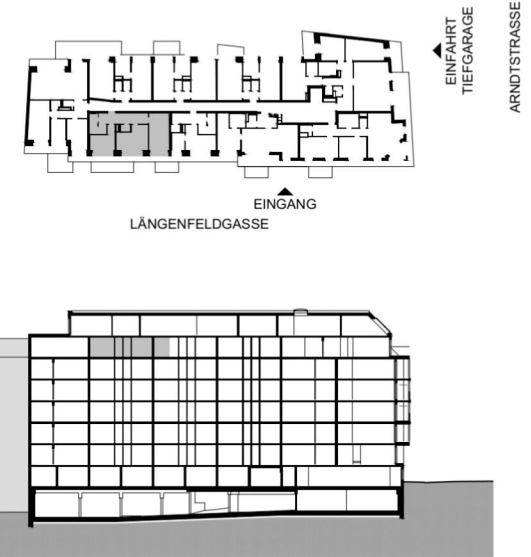 EINFAHRT
TIEFGARAGE
ARNDTSTRASSE
EINGANG
LÄNGENFELDGASSE